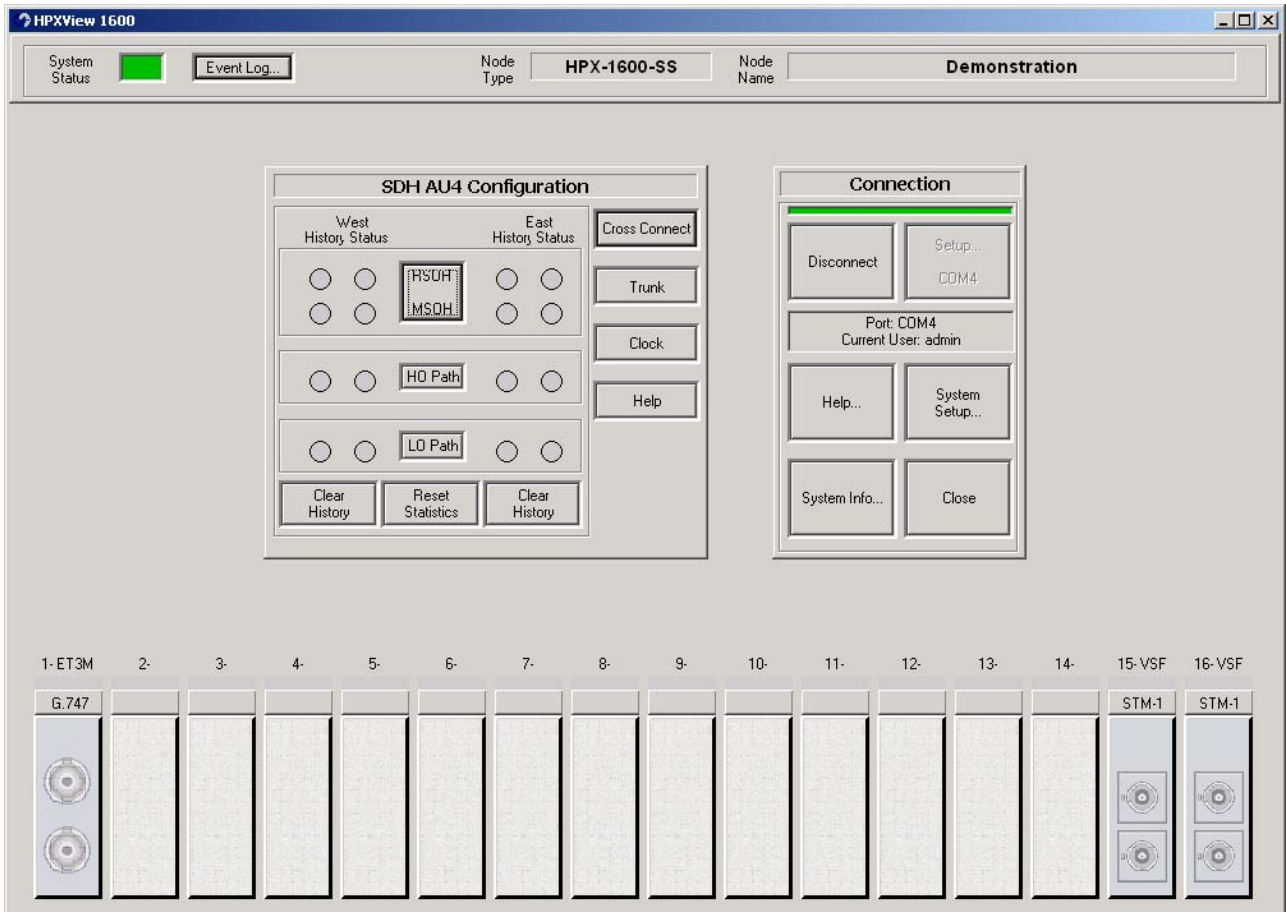 HPXView 1600
System Status
Event Log...
Node Type
HPX-1600-SS
Node Name
Demonstration
SDH AU4 Configuration
West
History Status
East
History Status
RSOH
MSOH
HO Path
LO Path
Clear History
Reset Statistics
Clear History
Cross Connect
Trunk
Clock
Help
Connection
Disconnect
Setup...
COM4
Port: COM4
Current User: admin
Help...
System Setup...
System Info...
Close
1- ET3M
2-
3-
4-
5-
6-
7-
8-
9-
10-
11-
12-
13-
14-
15- VSF
16- VSF
G.747
STM-1
STM-1